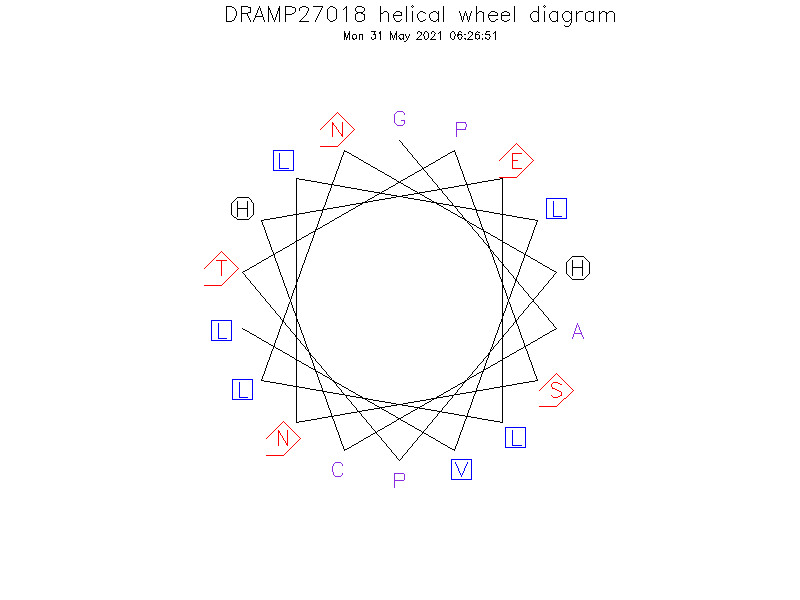 DRAMP27018 helical wheel diagram
Mon 31 May 2021 06:26:51
G
N P
L E
H L
T H
L A
L S
N L
C V
P